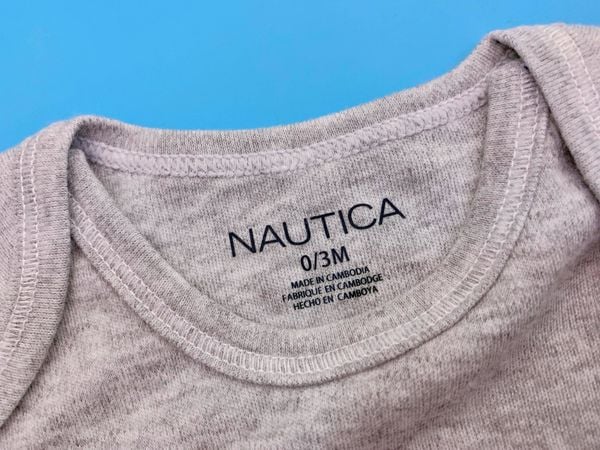 NAUTICA
0/3M
MADE IN CAMBODIA
FABRIQUE EN CAMBODGE
HECHO EN CAMBOYA